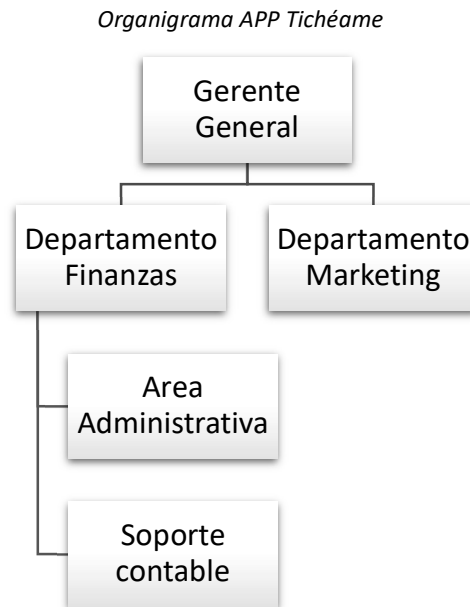 Organigrama APP Tichéame
Gerente
General
Departamento
Finanzas
Departamento
Marketing
Area
Administrativa
Soporte
contable